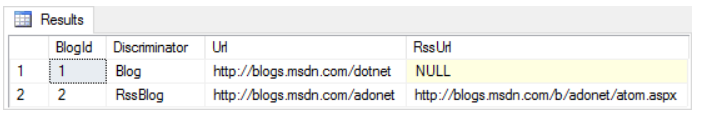 Results
BlogId Discriminator Url RssUrl
1 1 Blog http://blogs.msdn.com/dotnet NULL
2 2 RssBlog http://blogs.msdn.com/adonet http://blogs.msdn.com/b/adonet/atom.aspx